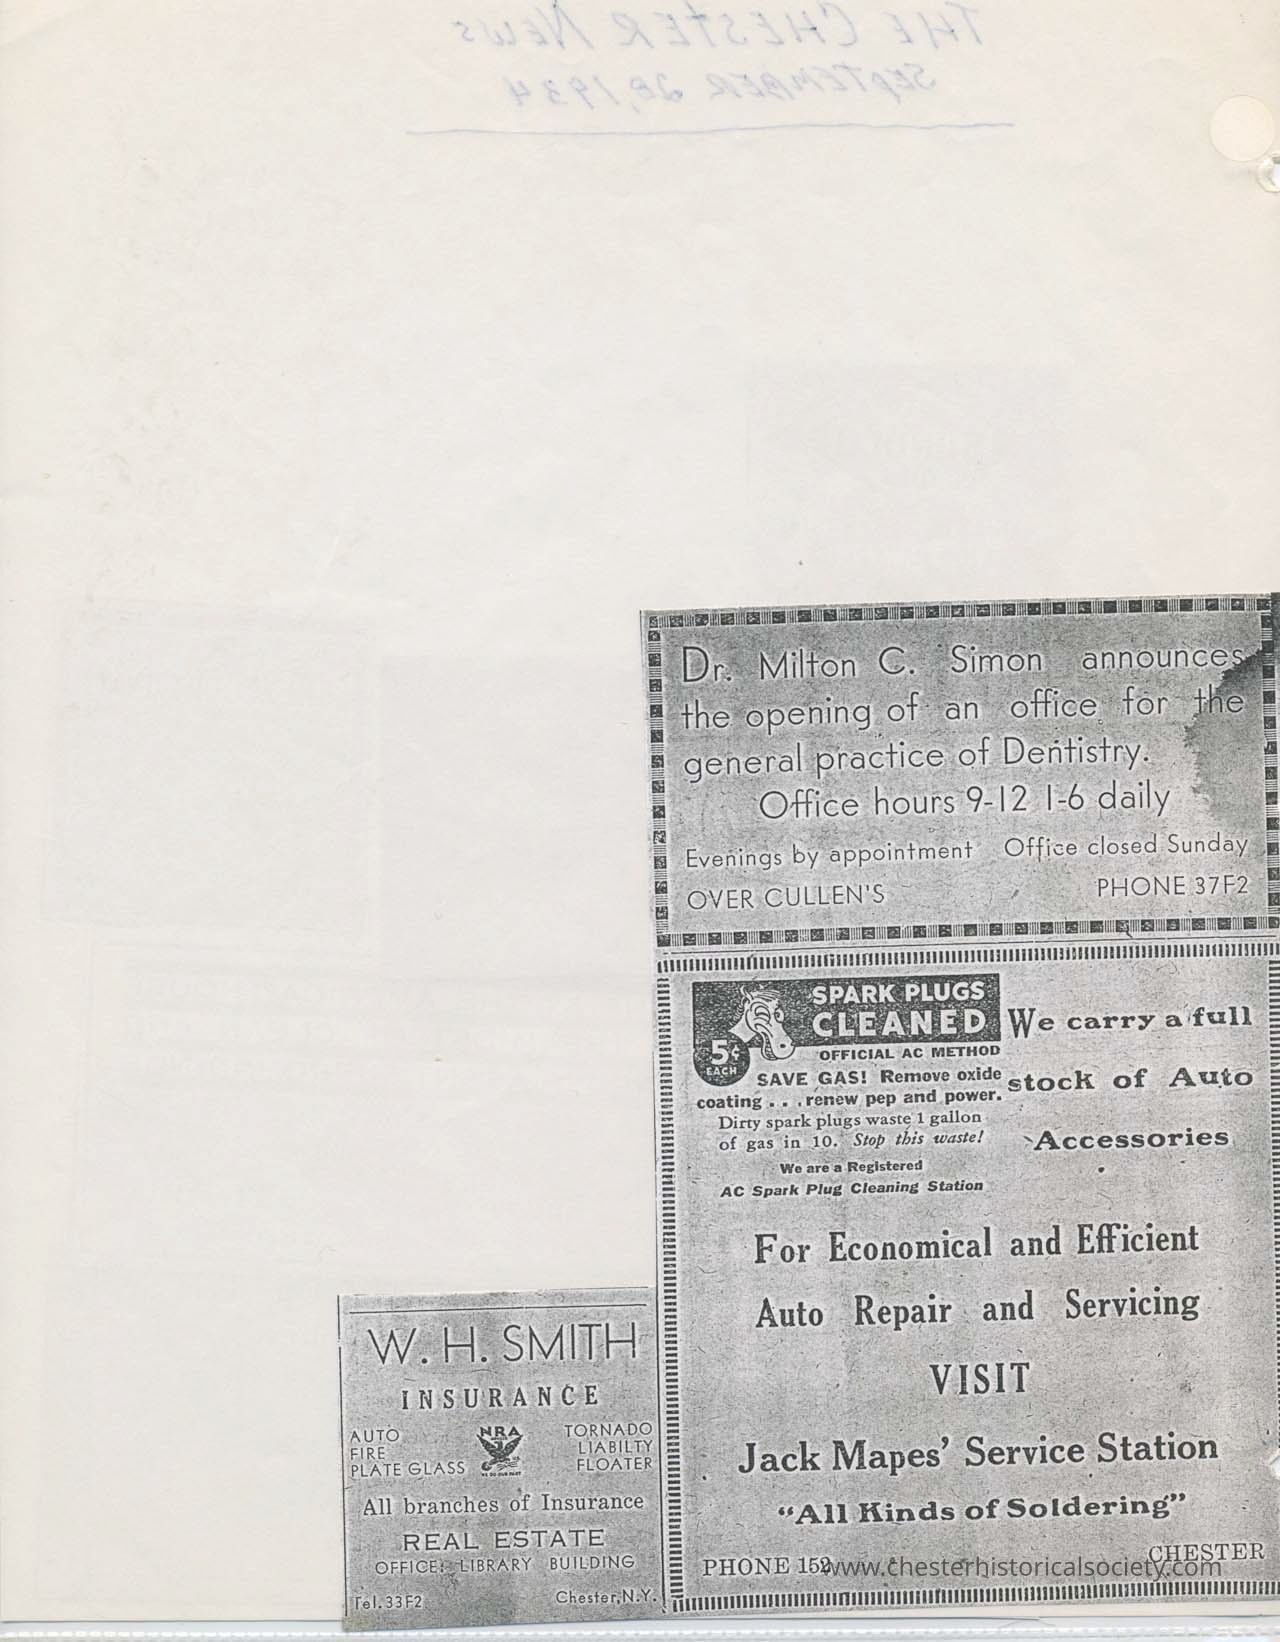 THE CHESTER NEWS
SEPTEMBER 28, 1934
Dr. Milton C. Simon announces
the opening of an office for the
general practice of Dentistry.
Office hours 9-12 1-6 daily
Evenings by appointment Office closed Sunday
OVER CULLEN'S PHONE 37F2
SPARK PLUGS
CLEANED
5¢
EACH
OFFICIAL AC METHOD
SAVE GAS! Remove oxide
coating . . . renew pep and power.
Dirty spark plugs waste 1 gallon
of gas in 10. Stop this waste!
We are a Registered
AC Spark Plug Cleaning Station
We carry a full
stock of Auto
Accessories
For Economical and Efficient
Auto Repair and Servicing
VISIT
Jack Mapes' Service Station
"All Kinds of Soldering"
PHONE 152 CHESTER
www.chesterhistoricalsociety.com
W. H. SMITH
INSURANCE
AUTO
FIRE
PLATE GLASS
NRA
WE DO OUR PART
TORNADO
LIABILTY
FLOATER
All branches of Insurance
REAL ESTATE
OFFICE: LIBRARY BUILDING
Tel. 33F2 Chester, N.Y.